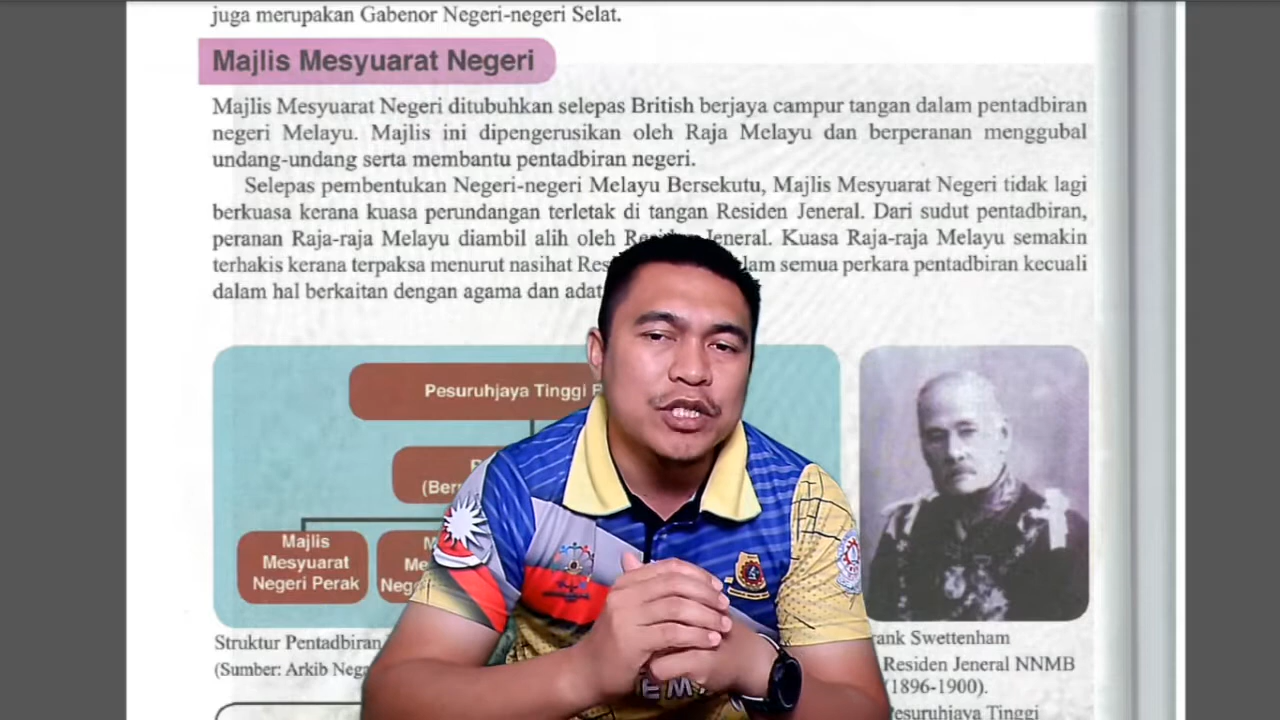 juga merupakan Gabenor Negeri-negeri Selat.
Majlis Mesyuarat Negeri
Majlis Mesyuarat Negeri ditubuhkan selepas British berjaya campur tangan dalam pentadbiran
negeri Melayu. Majlis ini dipengerusikan oleh Raja Melayu dan berperanan menggubal
undang-undang serta membantu pentadbiran negeri.
Selepas pembentukan Negeri-negeri Melayu Bersekutu, Majlis Mesyuarat Negeri tidak lagi
berkuasa kerana kuasa perundangan terletak di tangan Residen Jeneral. Dari sudut pentadbiran,
peranan Raja-raja Melayu diambil alih oleh Jeneral. Kuasa Raja-raja Melayu semakin
terhakis kerana terpaksa menurut nasihat semua perkara pentadbiran kecuali
dalam hal berkaitan dengan agama dan adat
Pesuruhjaya Tinggi
Majlis
Mesyuarat
Negeri Perak
Struktur Pentadbiran
(Sumber: Arkib
Swettenham
Residen Jeneral NNMB
(1896-1900).
Tinggi